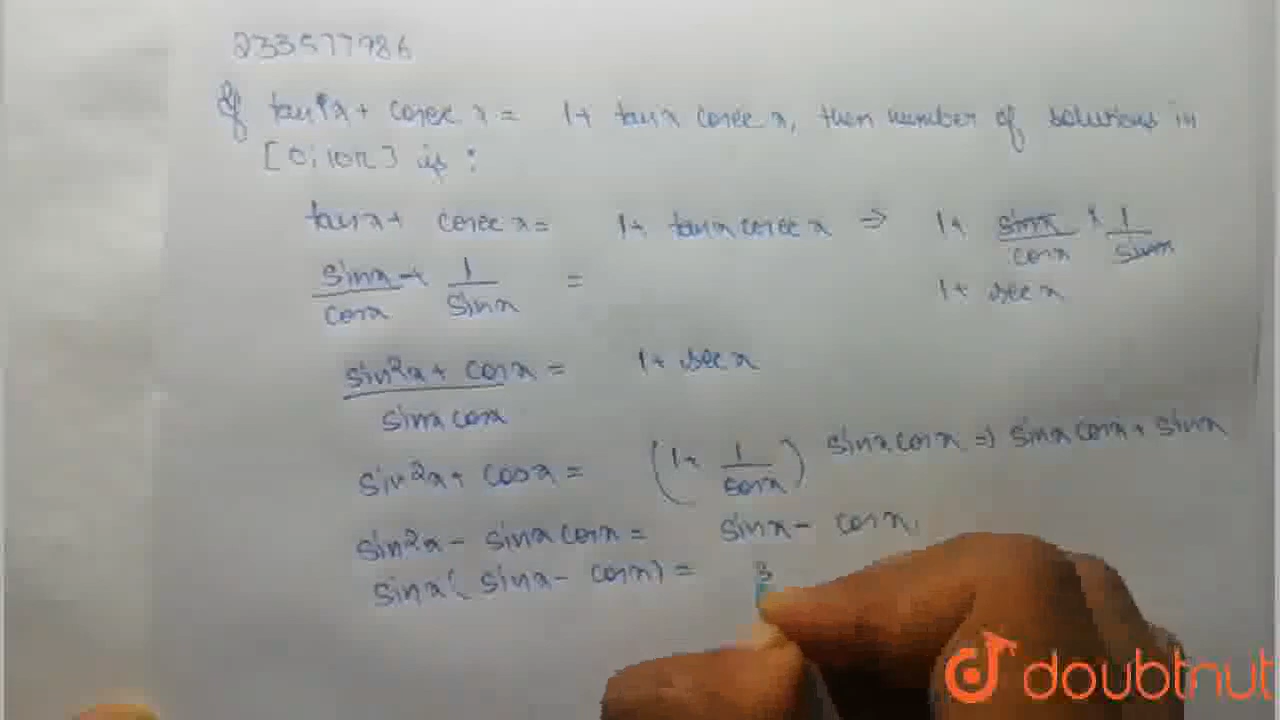 233577986
If tan x + cosec x = 1 + tan x cosec x, then number of solutions in
[0, 10π] is :
tan x + cosec x = 1 + tan x cosec x ⇒ 1 + sin x / cos x × 1 / sin x
sin x / cos x + 1 / sin x = 1 + sec x
sin²x + cos x / sin x cos x = 1 + sec x
sin²x + cos x = (1 + 1 / cos x) sin x cos x ⇒ sin x cos x + sin x
sin²x - sin x cos x = sin x - cos x
sin x ( sin x - cos x) =
doubtnut